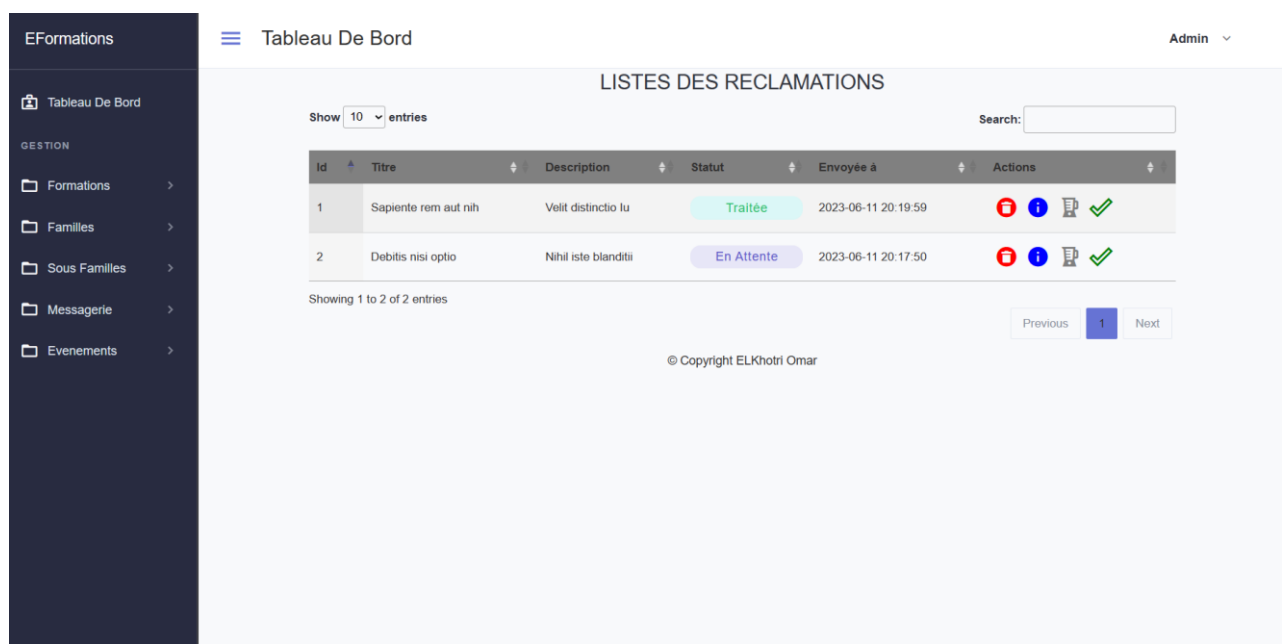 EFormations
Tableau De Bord
Admin
Tableau De Bord
GESTION
Formations
Familles
Sous Familles
Messagerie
Evenements
LISTES DES RECLAMATIONS
Show 10 entries
Search:
Id Titre Description Statut Envoyée à Actions
1 Sapiente rem aut nih Velit distinctio Iu Traitée 2023-06-11 20:19:59
2 Debitis nisi optio Nihil iste blanditii En Attente 2023-06-11 20:17:50
Showing 1 to 2 of 2 entries
Previous 1 Next
© Copyright ELKhotri Omar